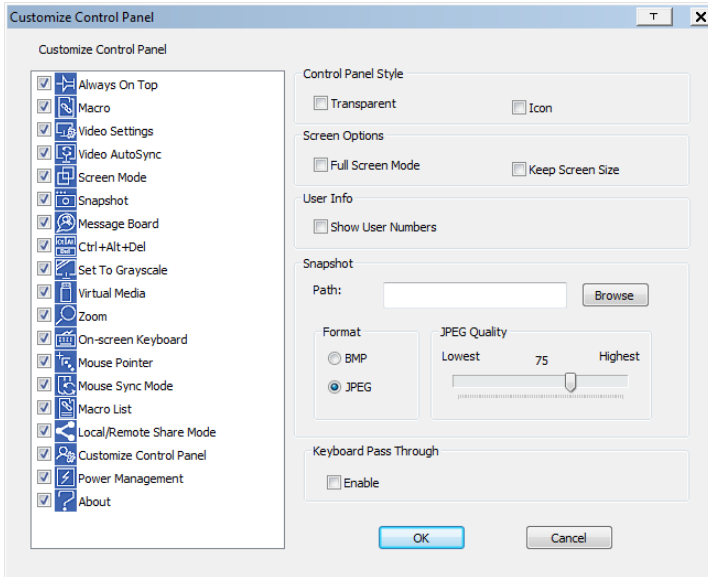 Customize Control Panel
Customize Control Panel
Always On Top
Macro
Video Settings
Video AutoSync
Screen Mode
Snapshot
Message Board
Ctrl+Alt+Del
Set To Grayscale
Virtual Media
Zoom
On-screen Keyboard
Mouse Pointer
Mouse Sync Mode
Macro List
Local/Remote Share Mode
Customize Control Panel
Power Management
About
Control Panel Style
Transparent Icon
Screen Options
Full Screen Mode Keep Screen Size
User Info
Show User Numbers
Snapshot
Path: Browse
Format
BMP
JPEG
JPEG Quality
Lowest 75 Highest
Keyboard Pass Through
Enable
OK Cancel